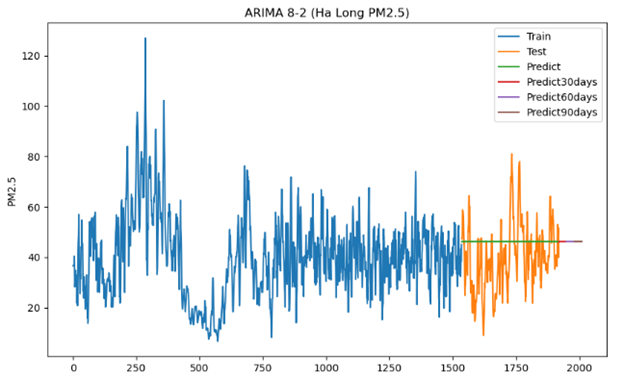 ARIMA 8-2 (Ha Long PM2.5)
Train
Test
Predict
Predict30days
Predict60days
Predict90days
PM2.5
120
100
80
60
40
20
0 250 500 750 1000 1250 1500 1750 2000